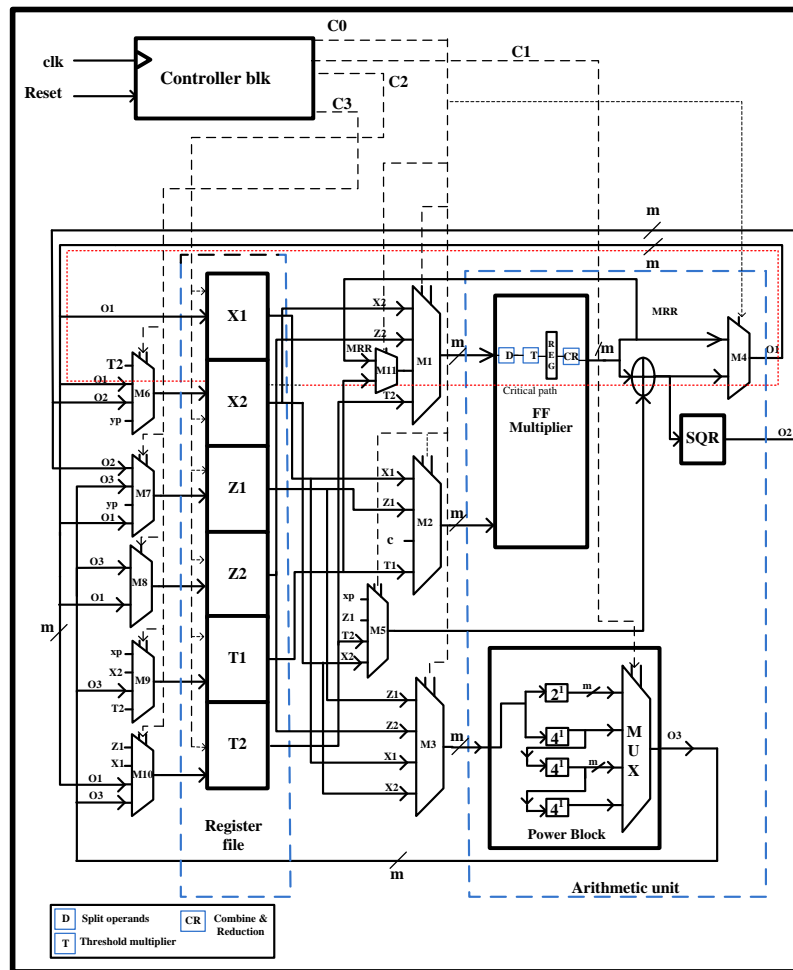 C0
clk
C1
Controller blk
C2
Reset
C3
m
m
m
O1
X1
X2
MRR
T2
Z2
M1
m
R
E
G
D
T
CR
m
M4
O1
O1
M6
MRR
M11
O2
X2
T2
Critical path
yp
FF
Multiplier
SQR
O2
O2
O3
M7
Z1
X1
yp
Z1
M2
m
O1
c
O3
M8
Z2
T1
xp
O1
Z1
M5
m
xp
T2
X2
M9
T1
X2
O3
T2
Z1
2¹
m
Z1
Z2
M3
m
M
U
X
O3
X1
M10
T2
X1
4¹
O1
4¹
m
O3
X2
4¹
Register
file
Power Block
m
Arithmetic unit
D Split operands
CR Combine &
Reduction
T Threshold multiplier